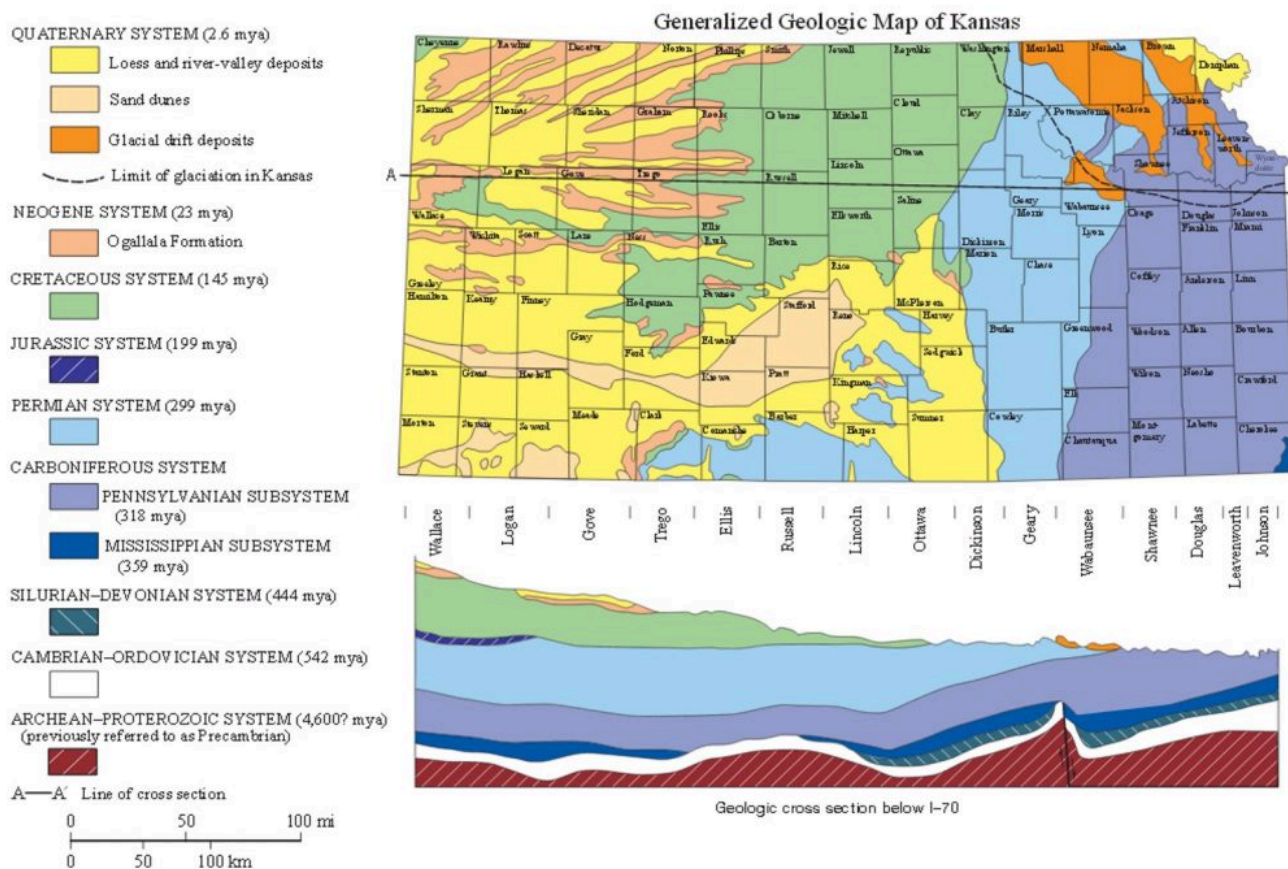 Generalized Geologic Map of Kansas
QUATERNARY SYSTEM (2.6 mya)
Loess and river-valley deposits
Sand dunes
Glacial drift deposits
Limit of glaciation in Kansas
NEOGENE SYSTEM (23 mya)
Ogallala Formation
CRETACEOUS SYSTEM (145 mya)
JURASSIC SYSTEM (199 mya)
PERMIAN SYSTEM (299 mya)
CARBONIFEROUS SYSTEM
PENNSYLVANIAN SUBSYSTEM
(318 mya)
MISSISSIPPIAN SUBSYSTEM
(359 mya)
SILURIAN–DEVONIAN SYSTEM (444 mya)
CAMBRIAN–ORDOVICIAN SYSTEM (542 mya)
ARCHEAN–PROTEROZOIC SYSTEM (4,600? mya)
(previously referred to as Precambrian)
A—A′ Line of cross section
0 50 100 mi
0 50 100 km
Cheyenne Rawlins Decatur Norton Phillips Smith Jewell Republic Washington Marshall Nemaha Brown Doniphan
Sherman Thomas Sheridan Graham Rooks Osborne Mitchell Cloud Clay Riley Pottawatomie Jackson Atchison
Jefferson Leaven-
worth
A
Wallace Logan Gove Trego Ellis Russell Lincoln Ottawa Saline Dickinson Geary Wabaunsee Shawnee Douglas Johnson
Greeley Wichita Scott Lane Ness Rush Barton Ellsworth Rice McPherson Marion Morris Chase Lyon Osage Franklin Miami
Hamilton Kearny Finney Hodgeman Pawnee Stafford Reno Harvey Butler Greenwood Coffey Anderson Linn
Gray Ford Edwards Sedgwick Woodson Allen Bourbon
Stanton Grant Haskell Kiowa Pratt Kingman Elk Wilson Neosho Crawford
Morton Stevens Seward Meade Clark Comanche Barber Harper Sumner Cowley Chautauqua Mont-
gomery Labette Cherokee
Wallace
Logan
Gove
Trego
Ellis
Russell
Lincoln
Ottawa
Dickinson
Geary
Wabaunsee
Shawnee
Douglas
Leavenworth
Johnson
Geologic cross section below I–70